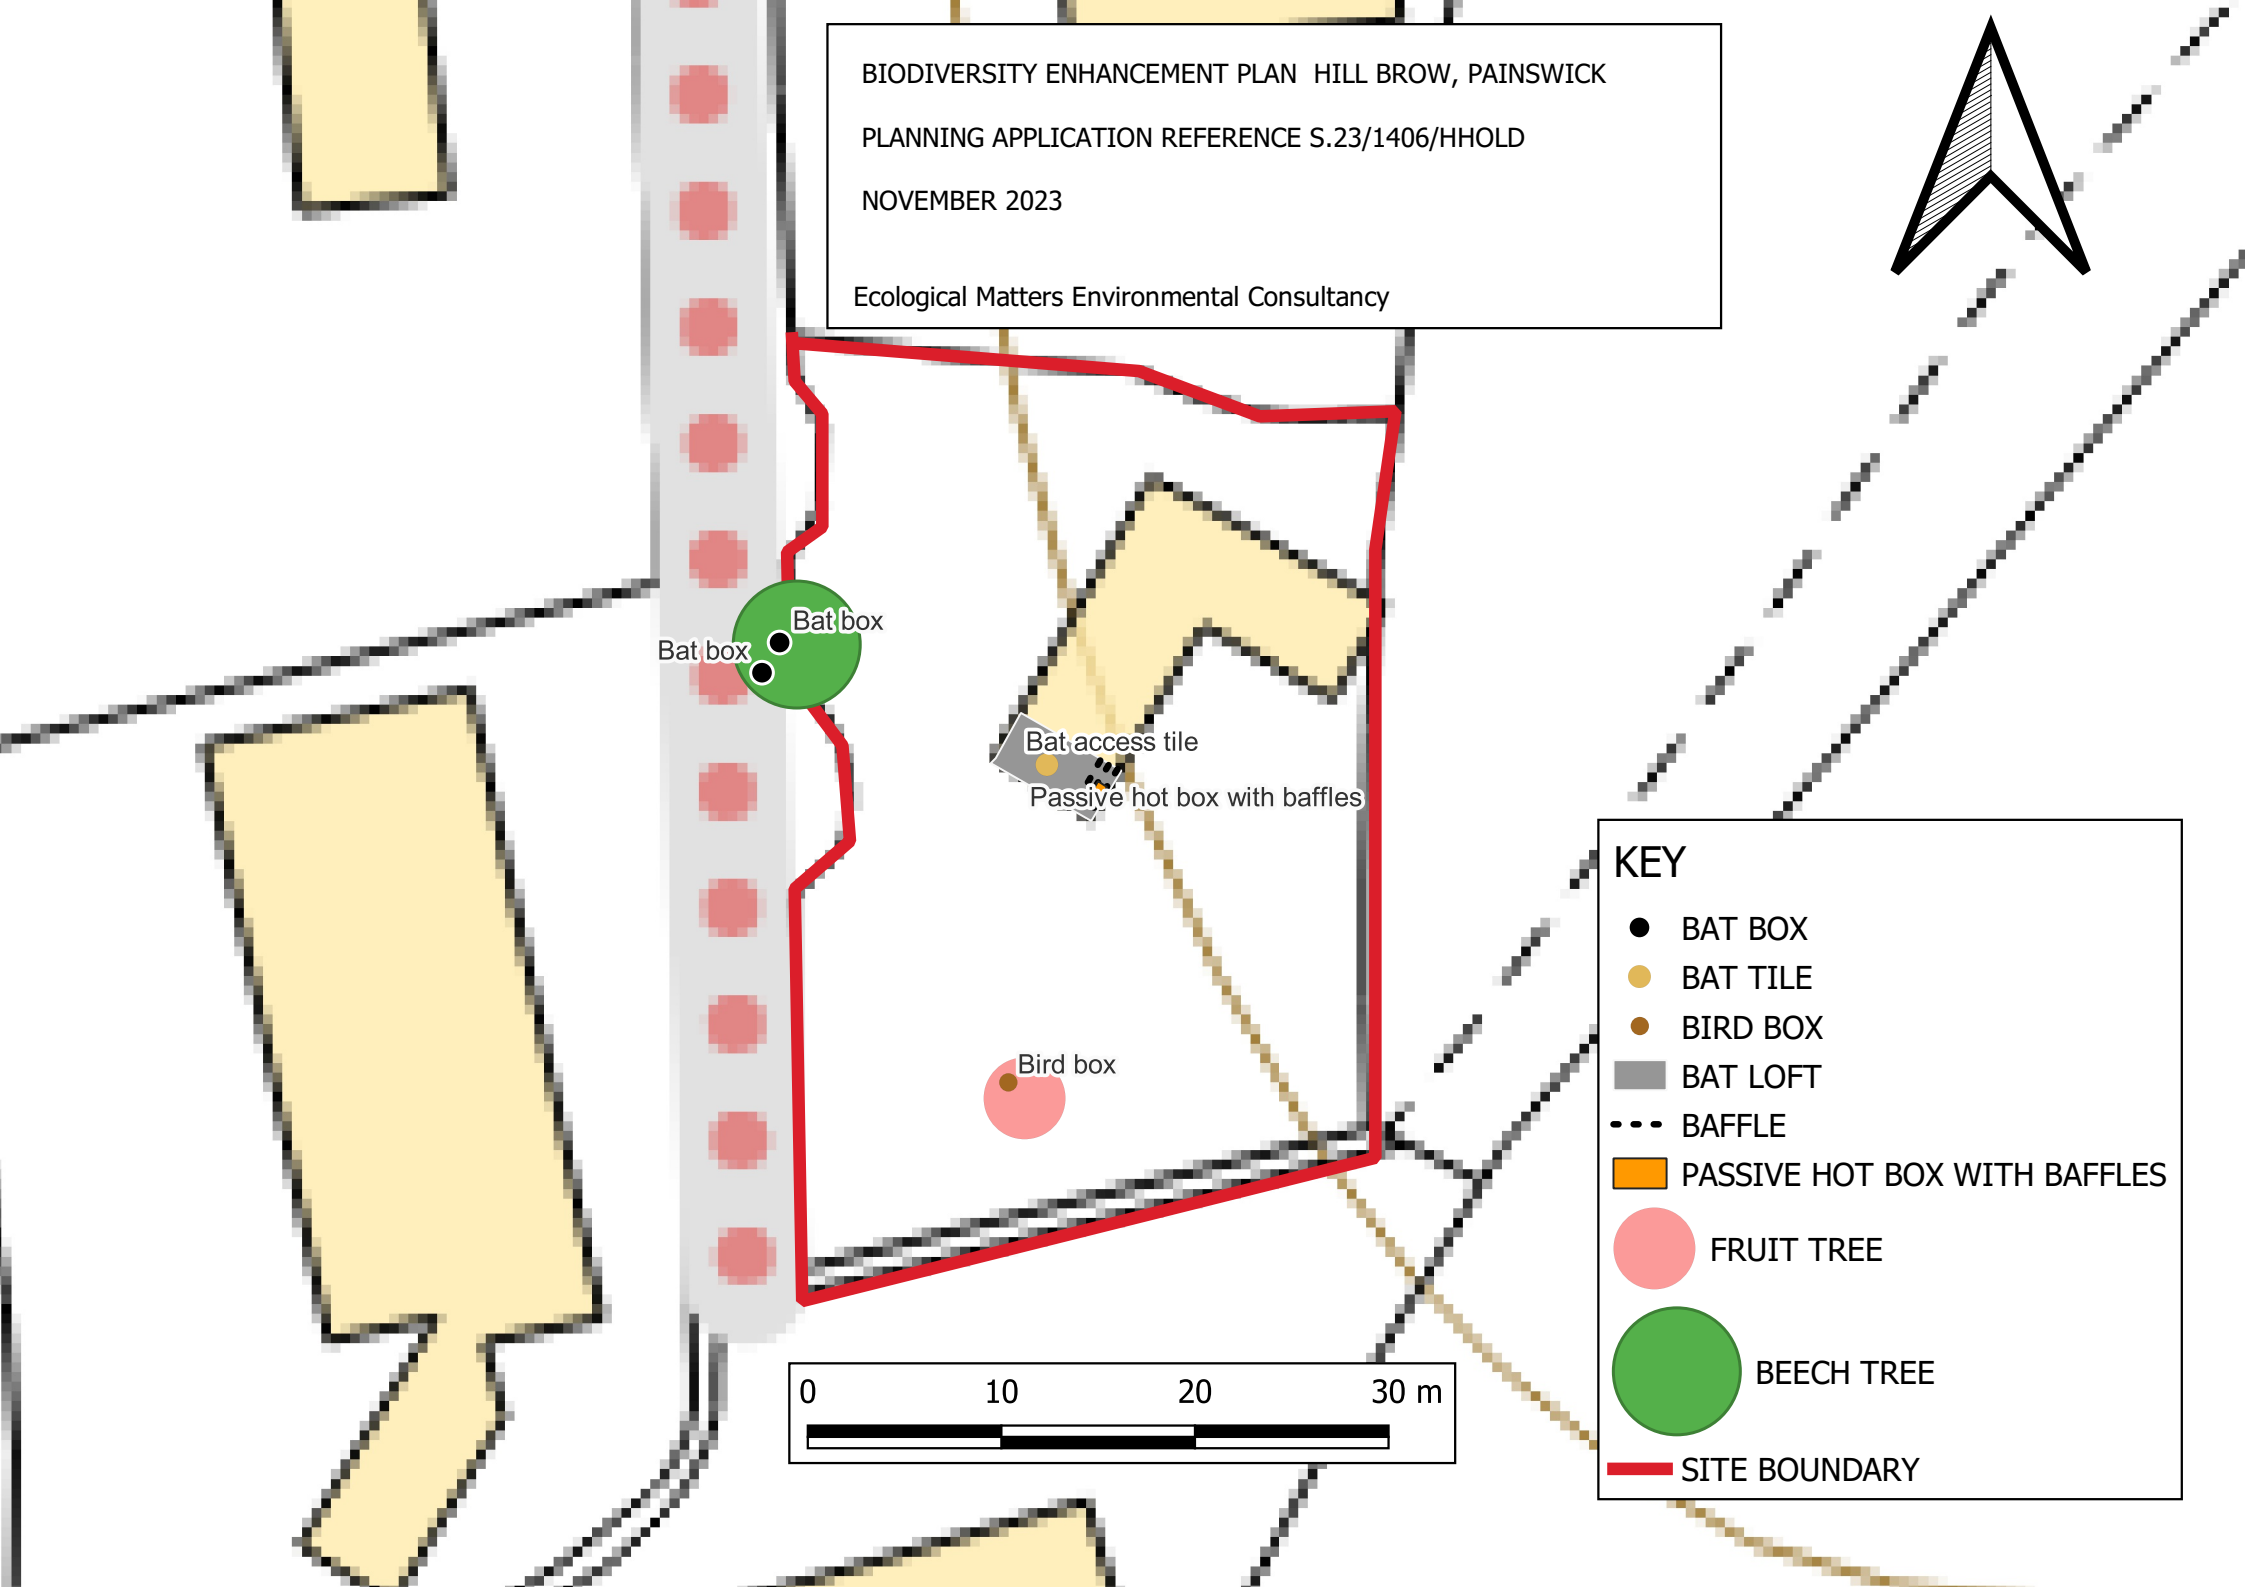 BIODIVERSITY ENHANCEMENT PLAN  HILL BROW, PAINSWICK
PLANNING APPLICATION REFERENCE S.23/1406/HHOLD
NOVEMBER 2023
Ecological Matters Environmental Consultancy
Bat box
Bat box
Bat access tile
Passive hot box with baffles
Bird box
KEY
BAT BOX
BAT TILE
BIRD BOX
BAT LOFT
BAFFLE
PASSIVE HOT BOX WITH BAFFLES
FRUIT TREE
BEECH TREE
SITE BOUNDARY
0 10 20 30 m